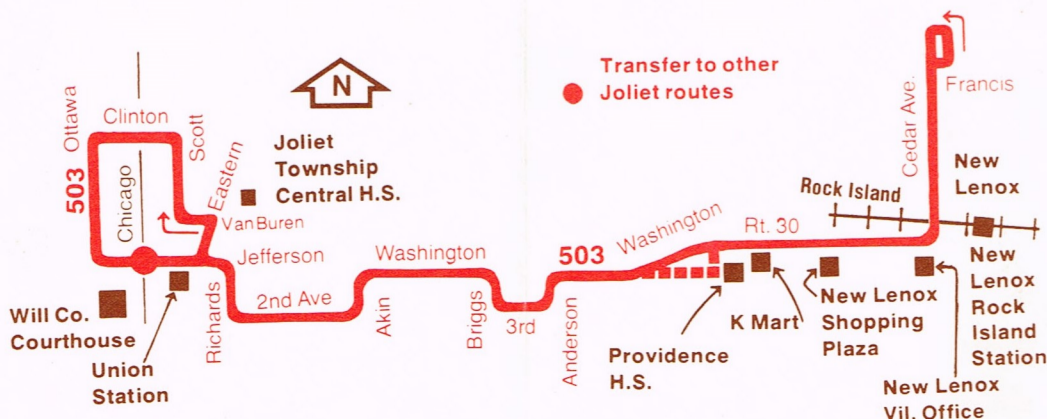 N
Transfer to other
Joliet routes
Ottawa
Clinton
Scott
Eastern
Joliet
Township
Central H.S.
503
Chicago
Van Buren
Jefferson
Washington
503
Washington
Rt. 30
Rock Island
Cedar Ave.
Francis
New
Lenox
Will Co.
Courthouse
Union
Station
Richards
2nd Ave
Akin
Briggs
3rd
Anderson
Providence
H.S.
K Mart
New Lenox
Shopping
Plaza
New
Lenox
Rock
Island
Station
New Lenox
Vil. Office